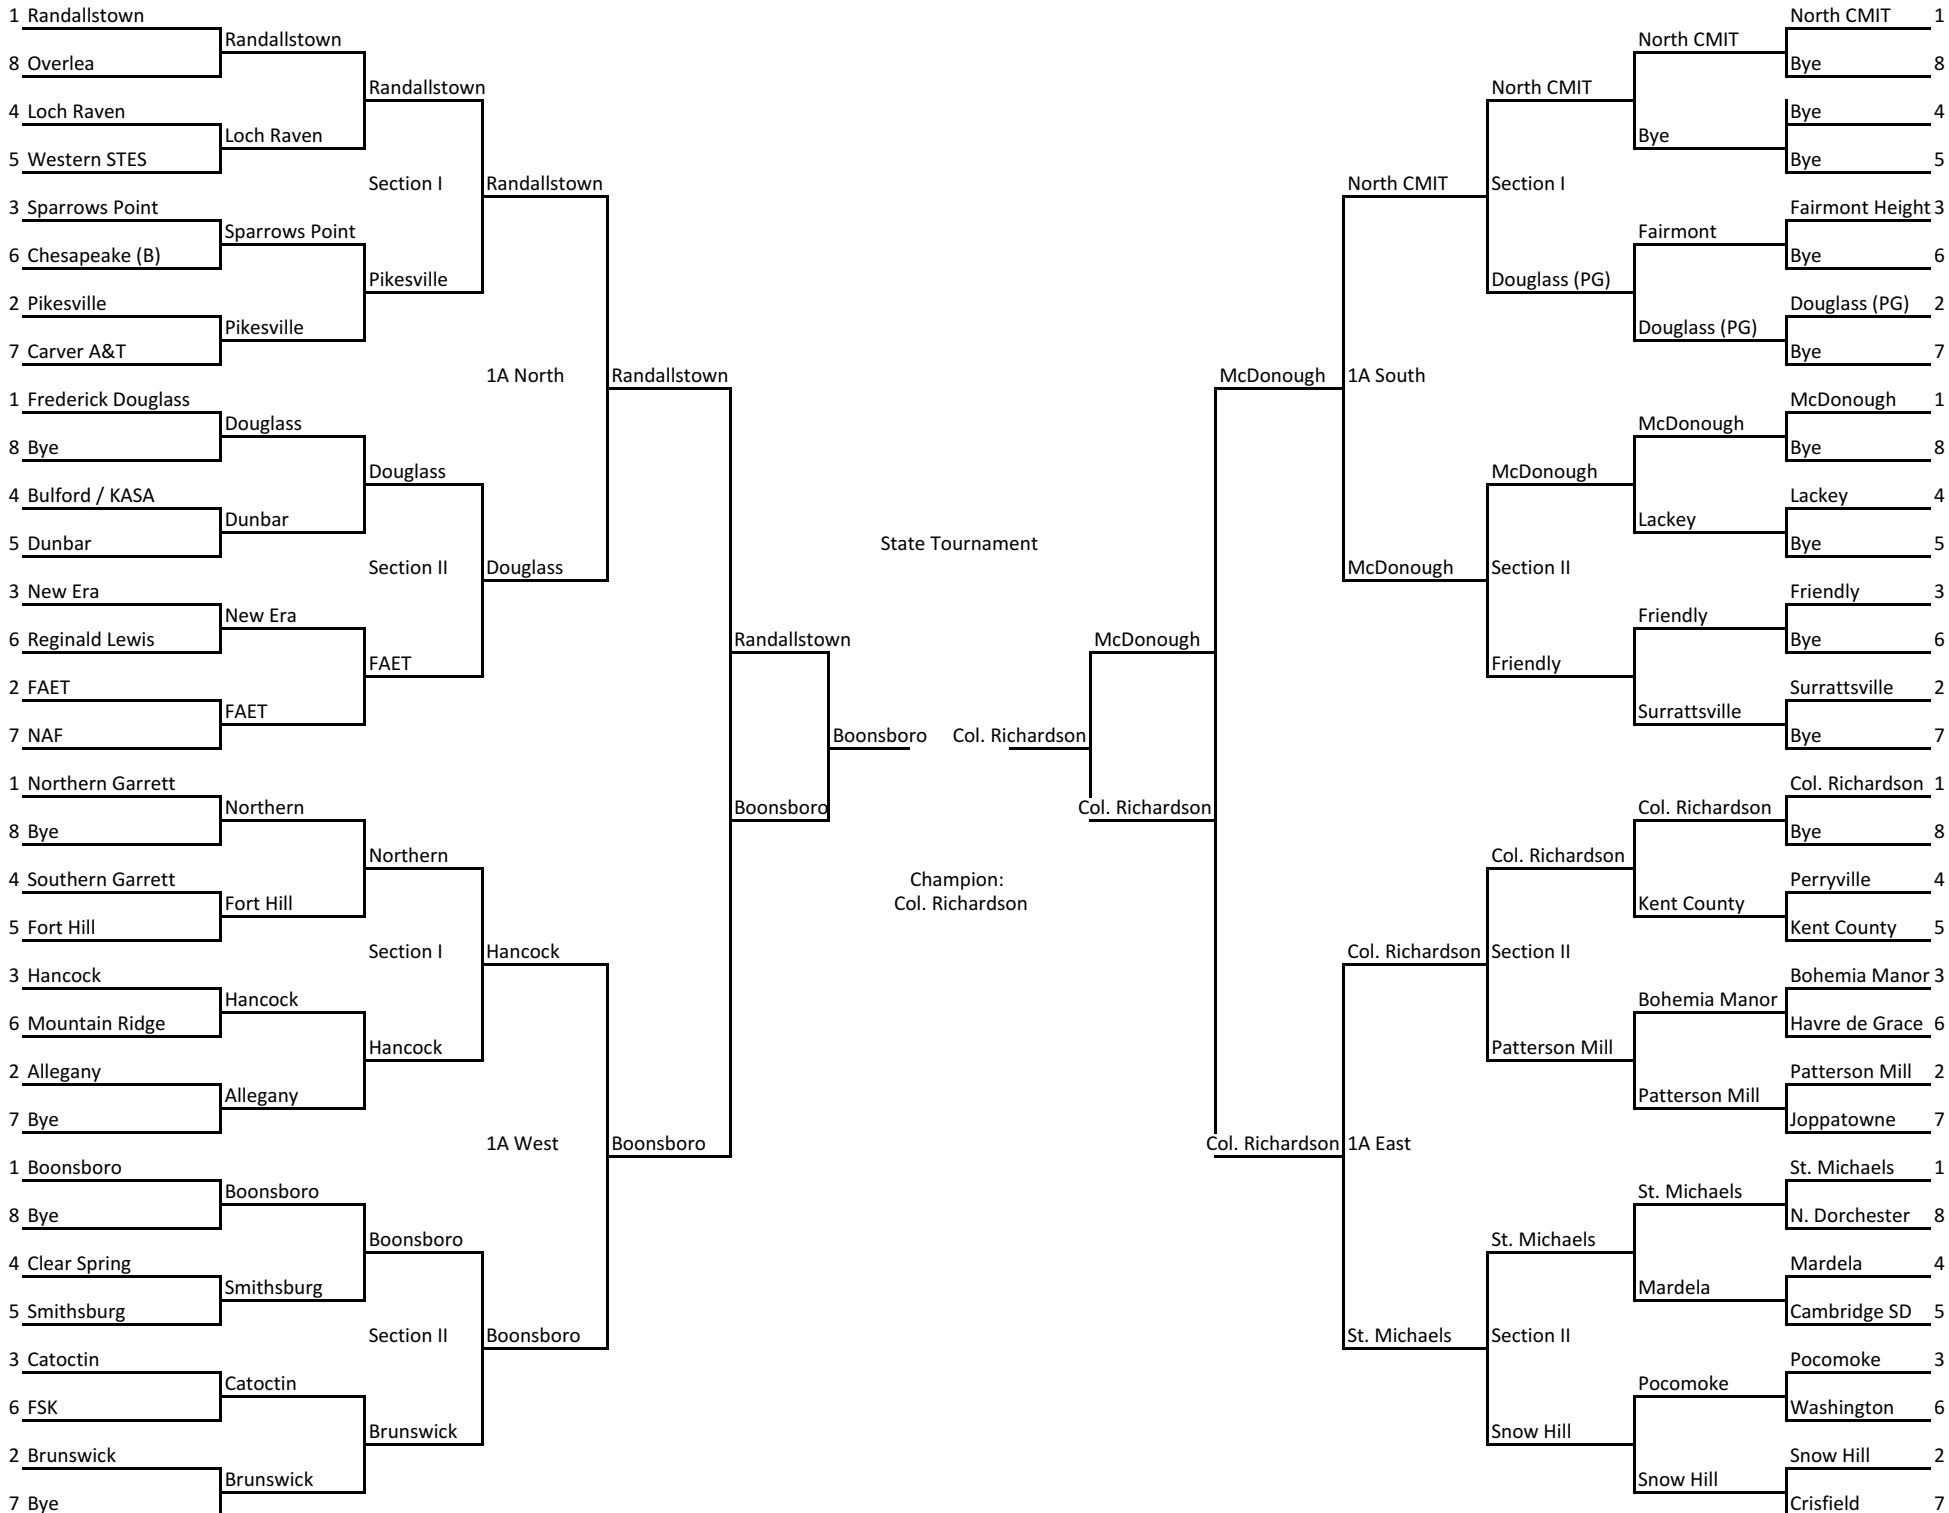 1 Randallstown
8 Overlea
4 Loch Raven
5 Western STES
3 Sparrows Point
6 Chesapeake (B)
2 Pikesville
7 Carver A&T
1 Frederick Douglass
8 Bye
4 Bulford / KASA
5 Dunbar
3 New Era
6 Reginald Lewis
2 FAET
7 NAF
1 Northern Garrett
8 Bye
4 Southern Garrett
5 Fort Hill
3 Hancock
6 Mountain Ridge
2 Allegany
7 Bye
1 Boonsboro
8 Bye
4 Clear Spring
5 Smithsburg
3 Catoctin
6 FSK
2 Brunswick
7 Bye
Randallstown
Loch Raven
Sparrows Point
Pikesville
Douglass
Dunbar
New Era
FAET
Northern
Fort Hill
Hancock
Allegany
Boonsboro
Smithsburg
Catoctin
Brunswick
Randallstown
Section I
Pikesville
Douglass
Section II
FAET
Northern
Section I
Hancock
Boonsboro
Section II
Brunswick
Randallstown
1A North
Douglass
Hancock
1A West
Boonsboro
Randallstown
Boonsboro
Randallstown
Boonsboro
Boonsboro
State Tournament
Champion:
Col. Richardson
Col. Richardson
McDonough
Col. Richardson
McDonough
Col. Richardson
North CMIT
1A South
McDonough
Col. Richardson
1A East
St. Michaels
North CMIT
Section I
Douglass (PG)
McDonough
Section II
Friendly
Col. Richardson
Section II
Patterson Mill
St. Michaels
Section II
Snow Hill
North CMIT
Bye
Fairmont
Douglass (PG)
McDonough
Lackey
Friendly
Surrattsville
Col. Richardson
Kent County
Bohemia Manor
Patterson Mill
St. Michaels
Mardela
Pocomoke
Snow Hill
North CMIT 1
Bye 8
Bye 4
Bye 5
Fairmont Height 3
Bye 6
Douglass (PG) 2
Bye 7
McDonough 1
Bye 8
Lackey 4
Bye 5
Friendly 3
Bye 6
Surrattsville 2
Bye 7
Col. Richardson 1
Bye 8
Perryville 4
Kent County 5
Bohemia Manor 3
Havre de Grace 6
Patterson Mill 2
Joppatowne 7
St. Michaels 1
N. Dorchester 8
Mardela 4
Cambridge SD 5
Pocomoke 3
Washington 6
Snow Hill 2
Crisfield 7